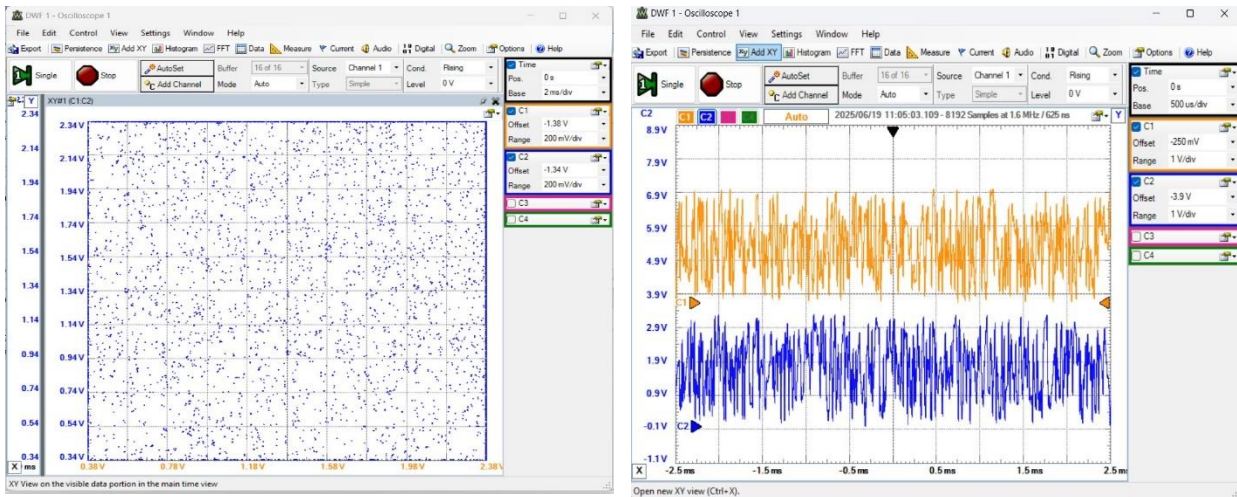 DWF 1 - Oscilloscope 1
File Edit Control View Settings Window Help
Export Persistence Add XY Histogram FFT Data Measure Current Audio Digital Zoom Options Help
Single Stop AutoSet Buffer 16 of 16 Source Channel 1 Cond. Rising
Add Channel Mode Auto Type Simple Level 0 V
Time
Pos. 0 s
Base 2 ms/div
C1
Offset -1.38 V
Range 200 mV/div
C2
Offset -1.34 V
Range 200 mV/div
C3
C4
Y XY#1 (C1:C2)
2.34 2.34 V
2.14 2.14 V
1.94 1.94 V
1.74 1.74 V
1.54 1.54 V
1.34 1.34 V
1.14 1.14 V
0.94 0.94 V
0.74 0.74 V
0.54 0.54 V
0.34 0.34 V
X ms 0.38 V 0.78 V 1.18 V 1.58 V 1.98 V 2.38 V
XY View on the visible data portion in the main time view
DWF 1 - Oscilloscope 1
File Edit Control View Settings Window Help
Export Persistence Add XY Histogram FFT Data Measure Current Audio Digital Zoom Options Help
Single Stop AutoSet Buffer 16 of 16 Source Channel 1 Cond. Rising
Add Channel Mode Auto Type Simple Level 0 V
Time
Pos. 0 s
Base 500 us/div
C1
Offset -250 mV
Range 1 V/div
C2
Offset -3.9 V
Range 1 V/div
C3
C4
C2 C1 C2 Auto 2025/06/19 11:05:03.109 - 8192 Samples at 1.6 MHz / 625 ns Y
8.9 V
7.9 V
6.9 V
5.9 V
4.9 V
3.9 V
C1
2.9 V
1.9 V
0.9 V
-0.1 V C2
-1.1 V
X -2.5 ms -1.5 ms -0.5 ms 0.5 ms 1.5 ms 2.5 m
Open new XY view (Ctrl+X).